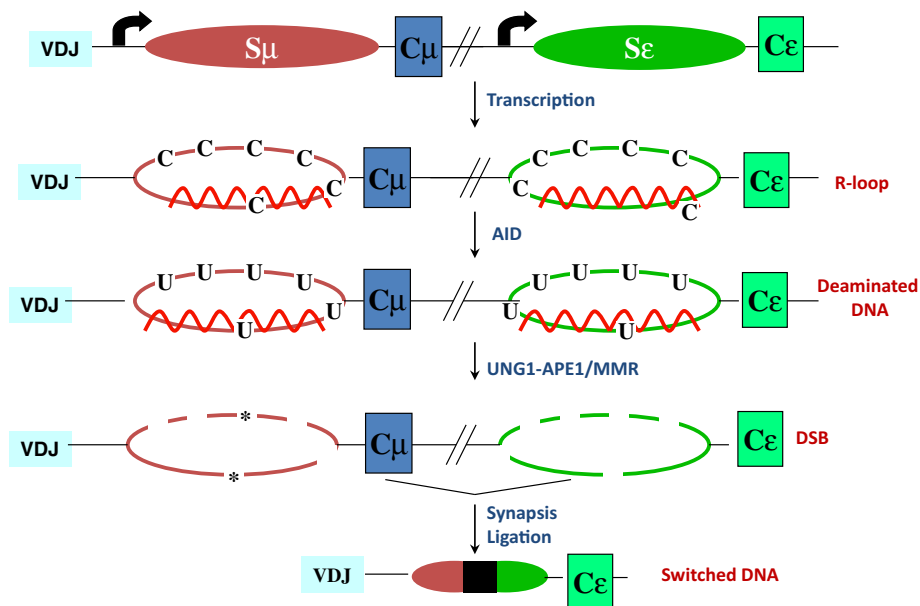 VDJ Sμ Cμ Sε Cε
Transcription
C C C C C C C C C C
VDJ C C Cμ Cε R-loop
AID
U U U U U U U U
VDJ U U Cμ U U Cε Deaminated
DNA
UNG1-APE1/MMR
*
VDJ Cμ Cε DSB
*
Synapsis
Ligation
VDJ Cε Switched DNA